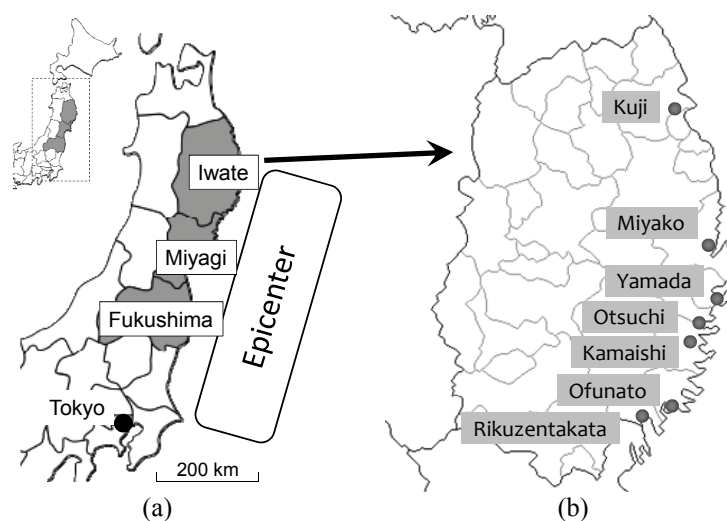 Iwate
Miyagi
Fukushima
Epicenter
Tokyo
200 km
(a)
Kuji
Miyako
Yamada
Otsuchi
Kamaishi
Ofunato
Rikuzentakata
(b)